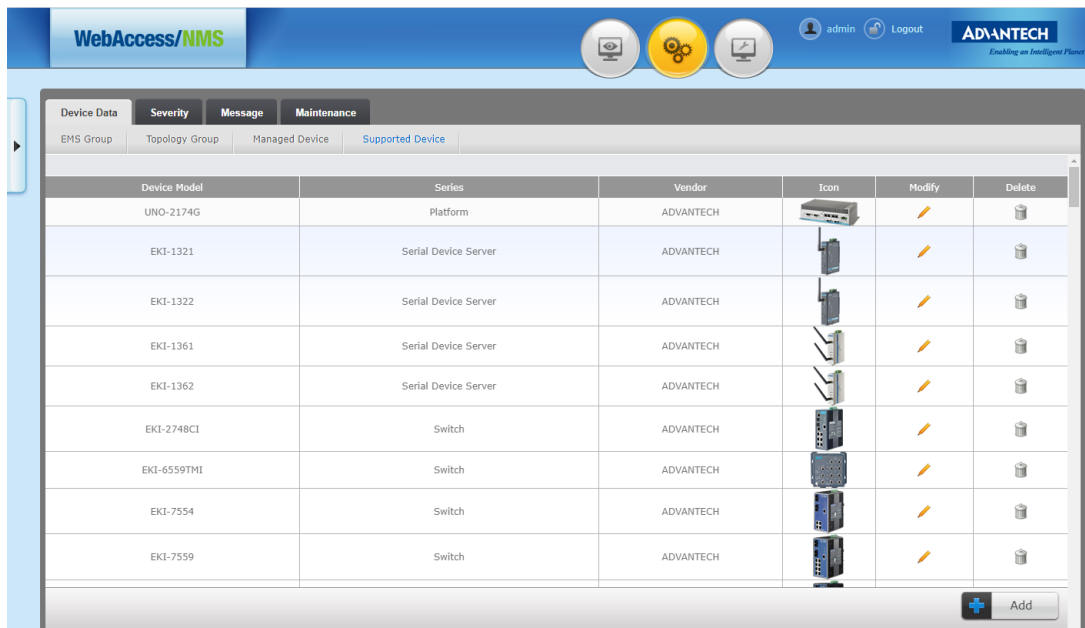 WebAccess/NMS
admin Logout
ADVANTECH
Enabling an Intelligent Planet
Device Data Severity Message Maintenance
EMS Group Topology Group Managed Device Supported Device
Device Model Series Vendor Icon Modify Delete
UNO-2174G Platform ADVANTECH
EKI-1321 Serial Device Server ADVANTECH
EKI-1322 Serial Device Server ADVANTECH
EKI-1361 Serial Device Server ADVANTECH
EKI-1362 Serial Device Server ADVANTECH
EKI-2748CI Switch ADVANTECH
EKI-6559TMI Switch ADVANTECH
EKI-7554 Switch ADVANTECH
EKI-7559 Switch ADVANTECH
Add